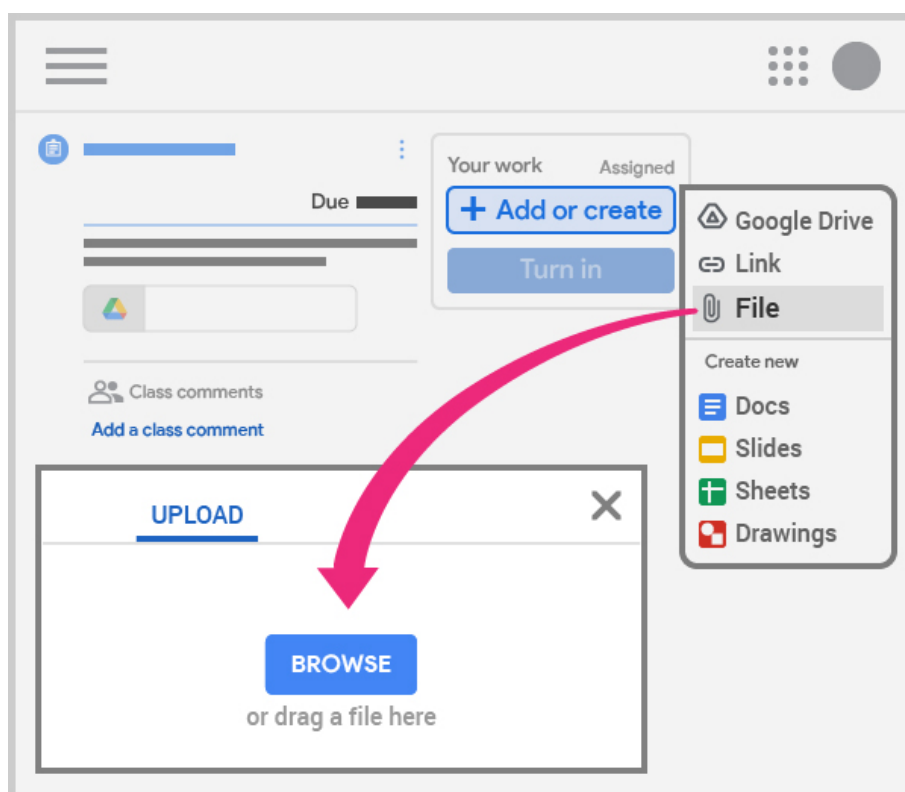 Due
Your work Assigned
+ Add or create
Turn in
Google Drive
Link
File
Create new
Docs
Slides
Sheets
Drawings
Class comments
Add a class comment
UPLOAD
BROWSE
or drag a file here